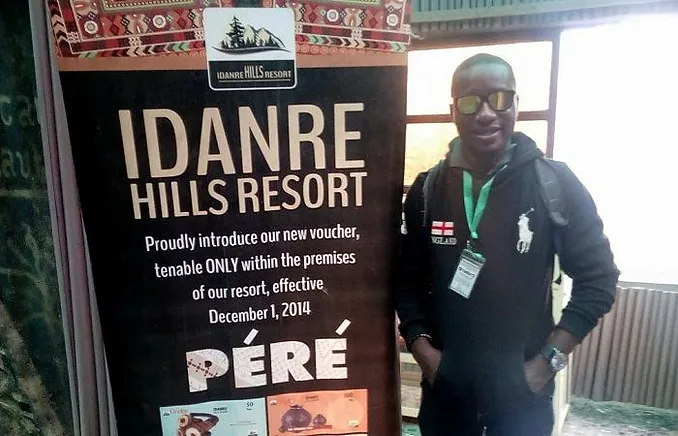 IDANRE HILLS RESORT
IDANRE
HILLS RESORT
Proudly introduce our new voucher,
tenable ONLY within the premises
of our resort, effective
December 1, 2014
PÉRÉ
50
ENGLAND